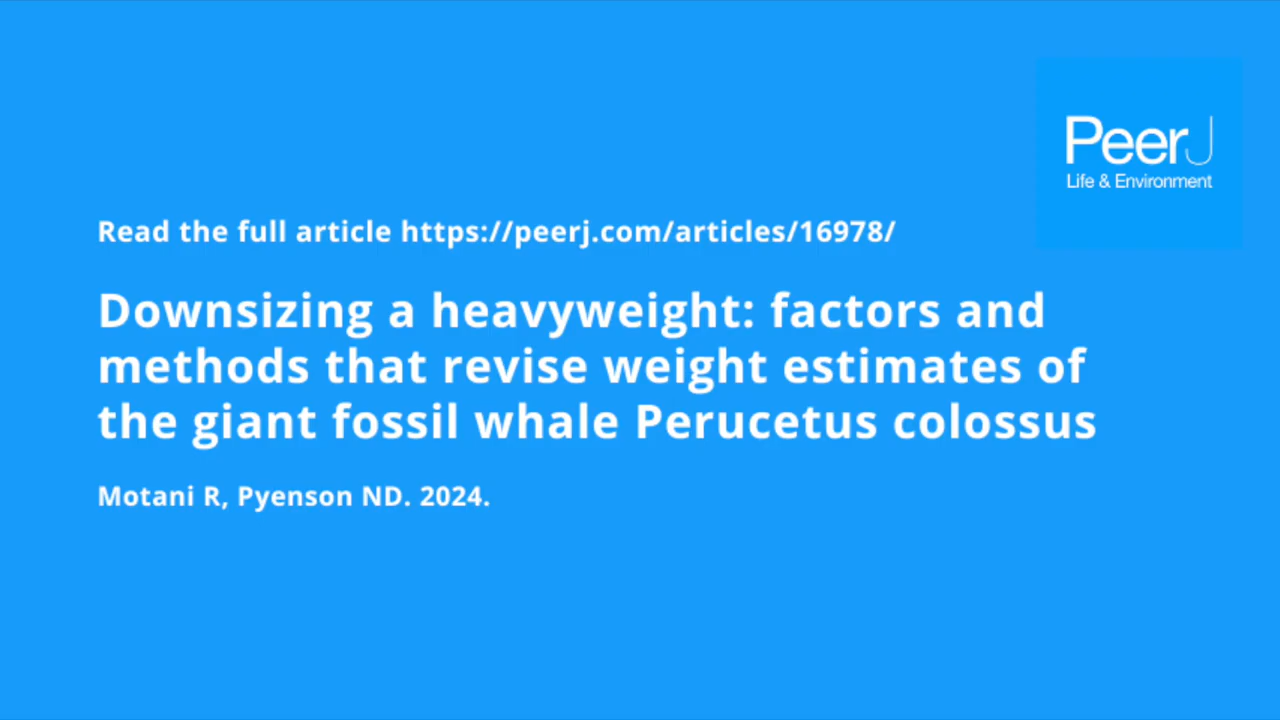 PeerJ
Life & Environment
Read the full article https://peerj.com/articles/16978/
Downsizing a heavyweight: factors and
methods that revise weight estimates of
the giant fossil whale Perucetus colossus
Motani R, Pyenson ND. 2024.